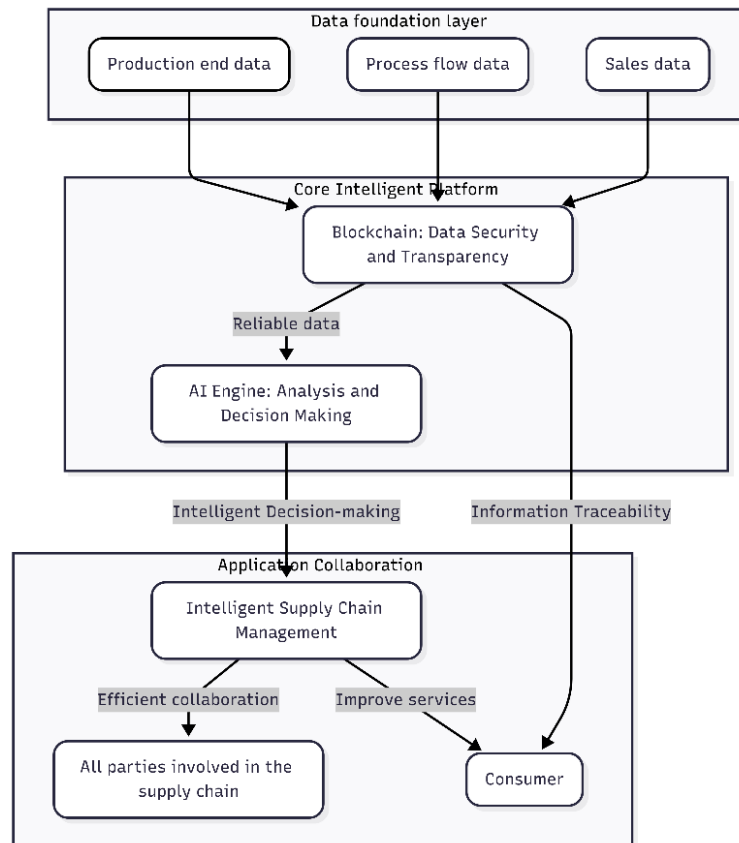 Data foundation layer
Production end data
Process flow data
Sales data
Core Intelligent Platform
Blockchain: Data Security
and Transparency
Reliable data
AI Engine: Analysis and
Decision Making
Intelligent Decision-making
Information Traceability
Application Collaboration
Intelligent Supply Chain
Management
Efficient collaboration
Improve services
All parties involved in the
supply chain
Consumer